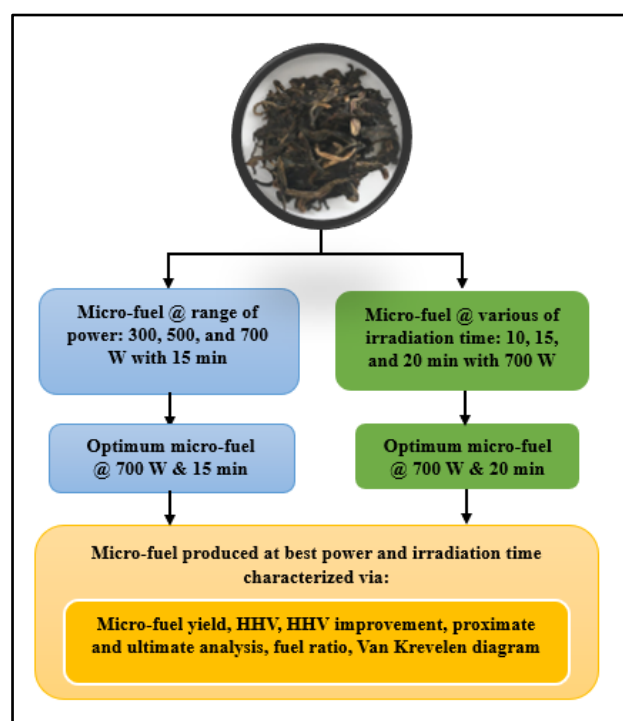 Micro-fuel @ range of
power: 300, 500, and 700
W with 15 min
Micro-fuel @ various of
irradiation time: 10, 15,
and 20 min with 700 W
Optimum micro-fuel
@ 700 W & 15 min
Optimum micro-fuel
@ 700 W & 20 min
Micro-fuel produced at best power and irradiation time
characterized via:
Micro-fuel yield, HHV, HHV improvement, proximate
and ultimate analysis, fuel ratio, Van Krevelen diagram